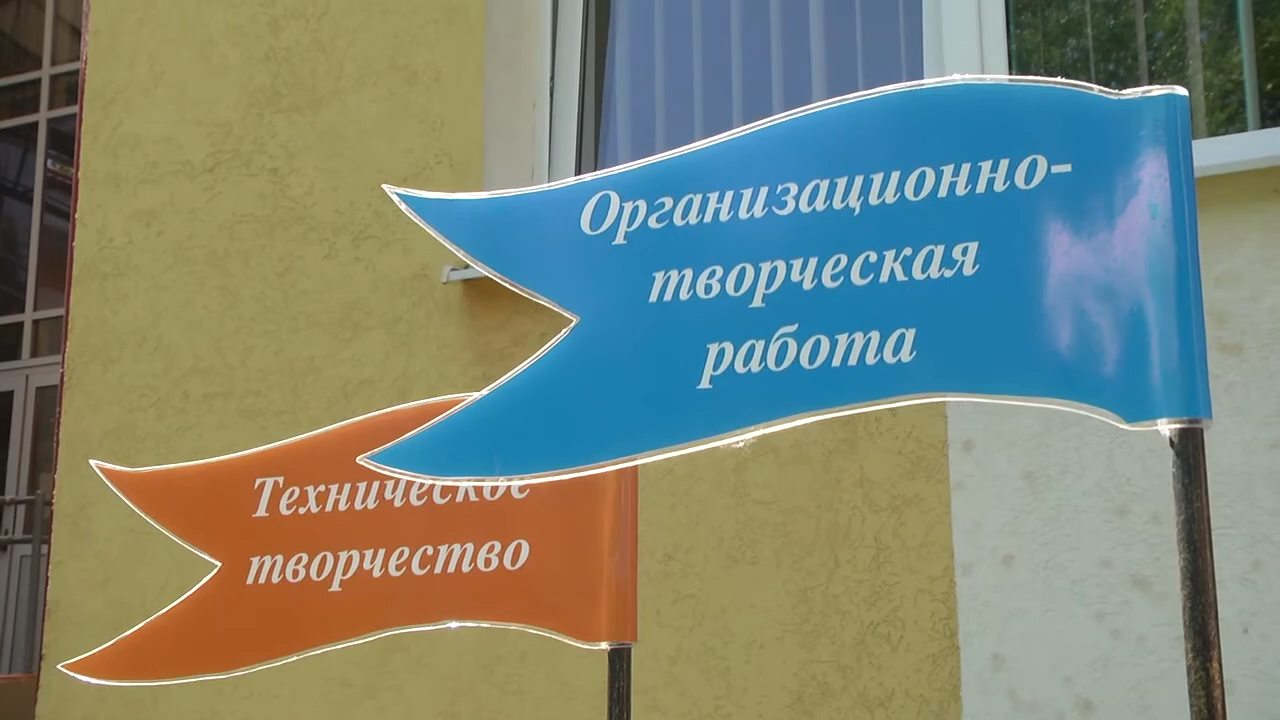 Организационно-
творческая
работа
Техническое
творчество